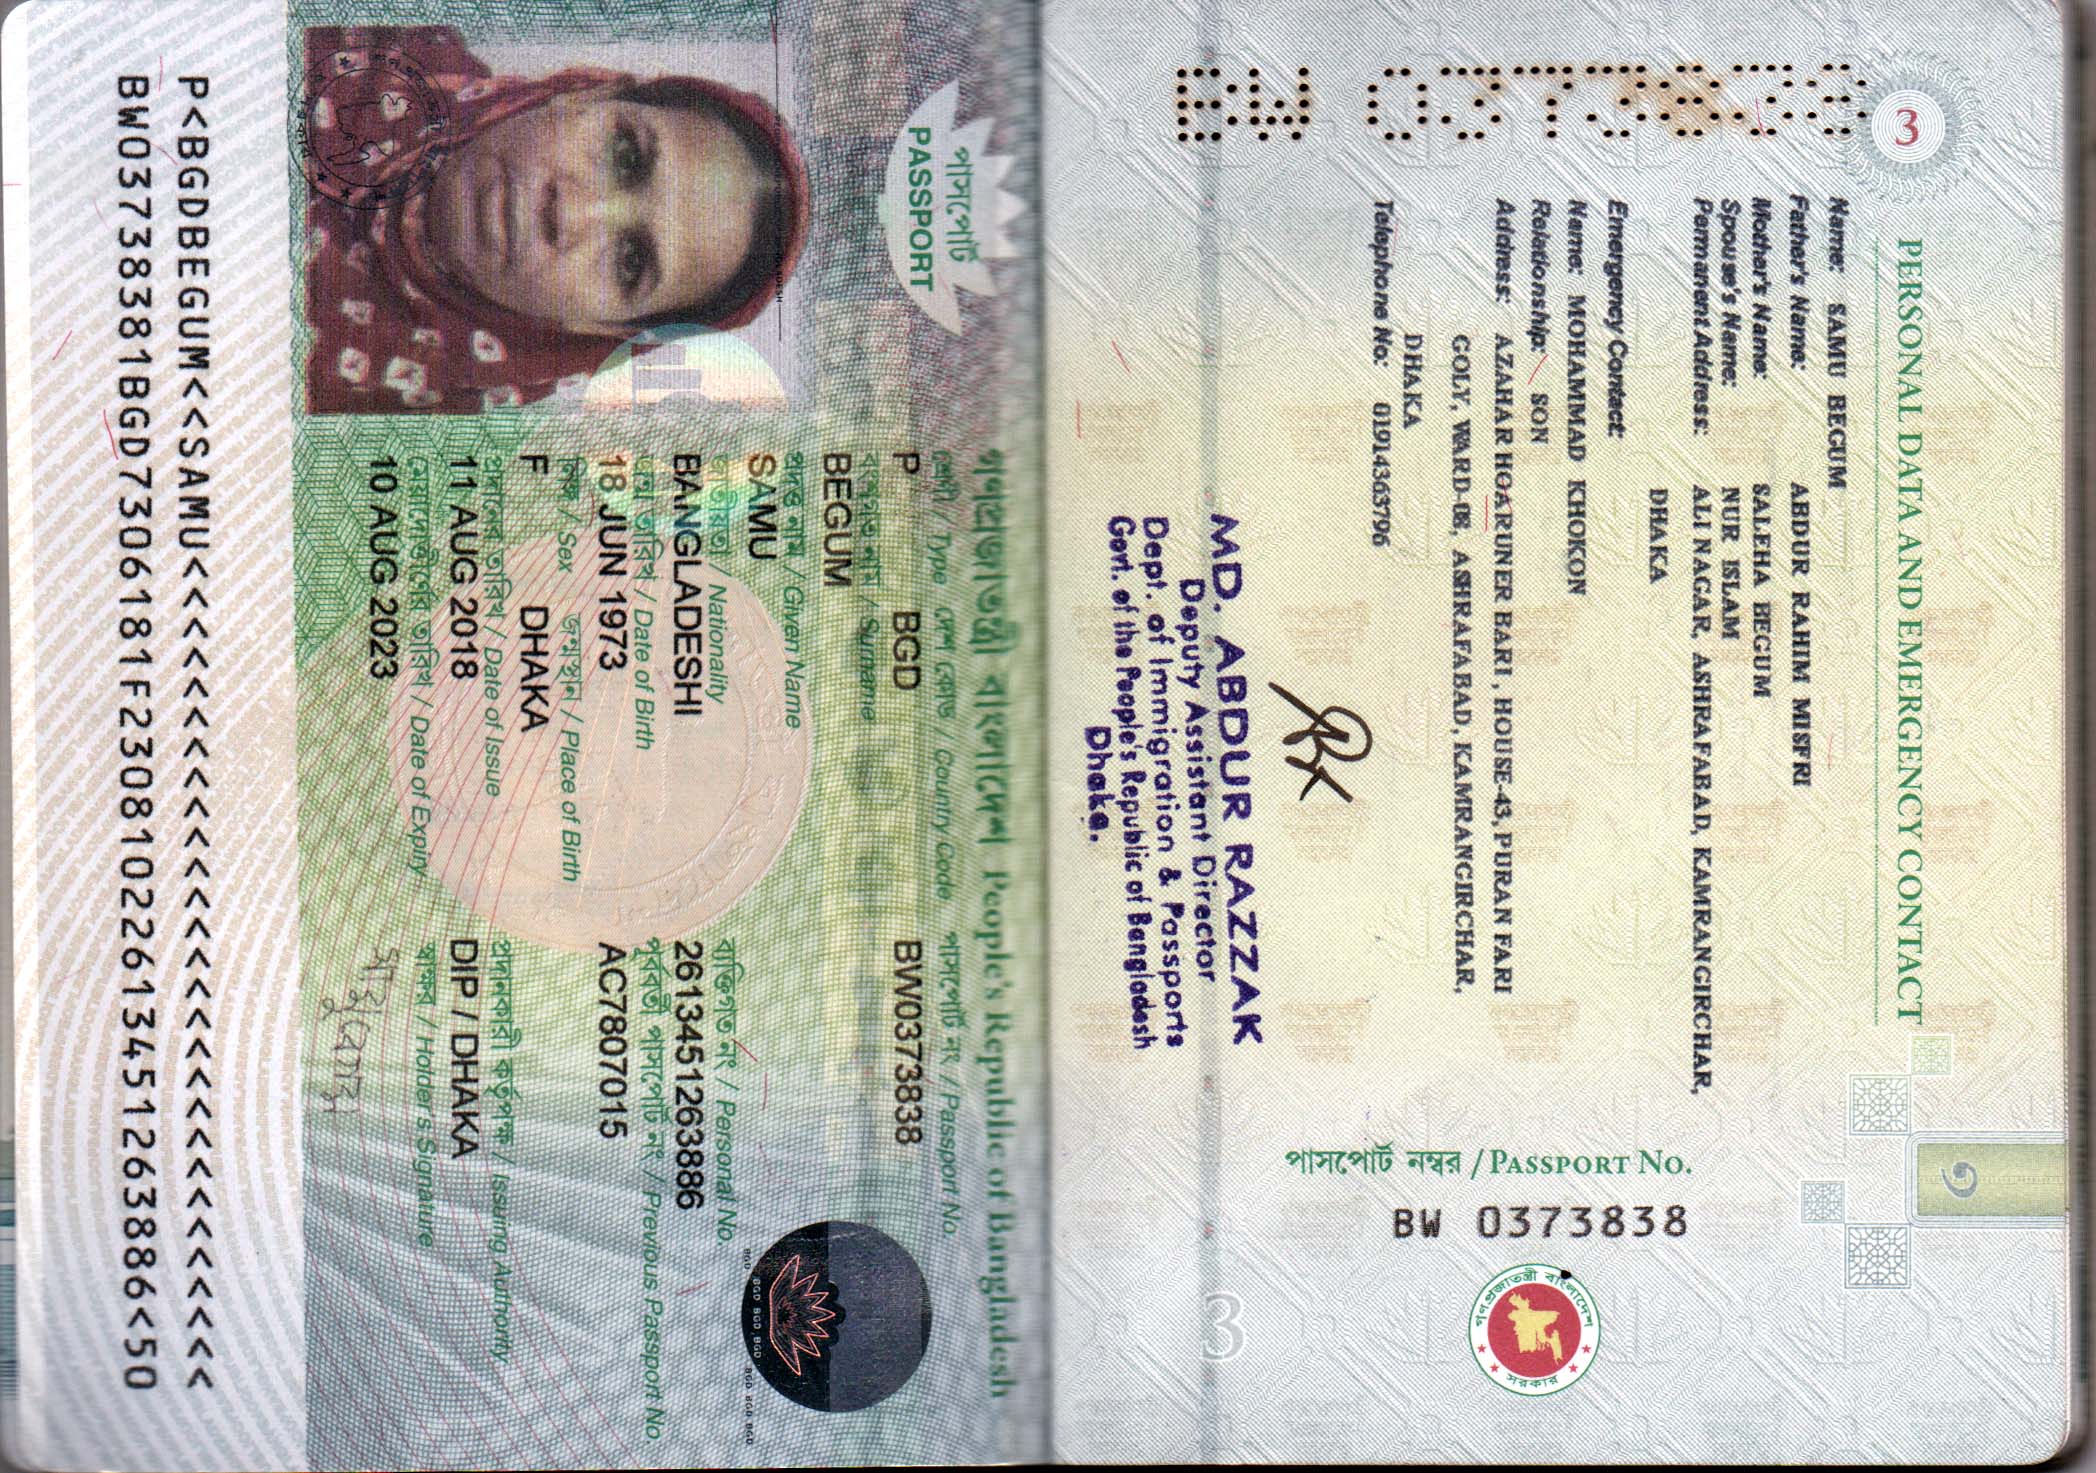 3
PERSONAL DATA AND EMERGENCY CONTACT
Name: SAMU BEGUM
Father's Name: ABDUR RAHIM MISTRI
Mother's Name: SALEHA BEGUM
Spouse's Name: NUR ISLAM
Permanent Address: ALI NAGAR, ASHRAFABAD, KAMRANGIRCHAR,
DHAKA
Emergency Contact:
Name: MOHAMMAD KHOKON
Relationship: SON
Address: AZAHAR HOARUNER BARI, HOUSE-43, PURAN FARI
GOLY, WARD-08, ASHRAFABAD, KAMRANGIRCHAR,
DHAKA
Telephone No: 01914363796
MD. ABDUR RAZZAK
Deputy Assistant Director
Dept. of Immigration & Passports
Govt. of the People's Republic of Bangladesh
Dhaka.
৩
পাসপোর্ট নম্বর / PASSPORT No.
BW 0373838
গণপ্রজাতন্ত্রী বাংলাদেশ
সরকার
3
BW 0373838
গণপ্রজাতন্ত্রী বাংলাদেশ People's Republic of Bangladesh
পাসপোর্ট
PASSPORT
শ্রেণী / Type দেশ কোড / Country Code পাসপোর্ট নং / Passport No.
P BGD BW0373838
বংশগত নাম / Surname
BEGUM
প্রদত্ত নাম / Given Name
SAMU
জাতীয়তা / Nationality ব্যক্তিগত নং / Personal No.
BANGLADESHI 2613451263886
জন্ম তারিখ / Date of Birth পূর্ববর্তী পাসপোর্ট নং / Previous Passport No.
18 JUN 1973 AC7807015
লিঙ্গ / Sex জন্মস্থান / Place of Birth
F DHAKA
প্রদানের তারিখ / Date of Issue প্রদানকারী কর্তৃপক্ষ / Issuing Authority
11 AUG 2018 DIP / DHAKA
মেয়াদোত্তীর্ণের তারিখ / Date of Expiry স্বাক্ষর / Holder's Signature
10 AUG 2023
P<BGDBEGUM<<SAMU<<<<<<<<<<<<<<<<<<<<<<<<<<<<
BW03738381BGD7306181F23081022613451263886<50